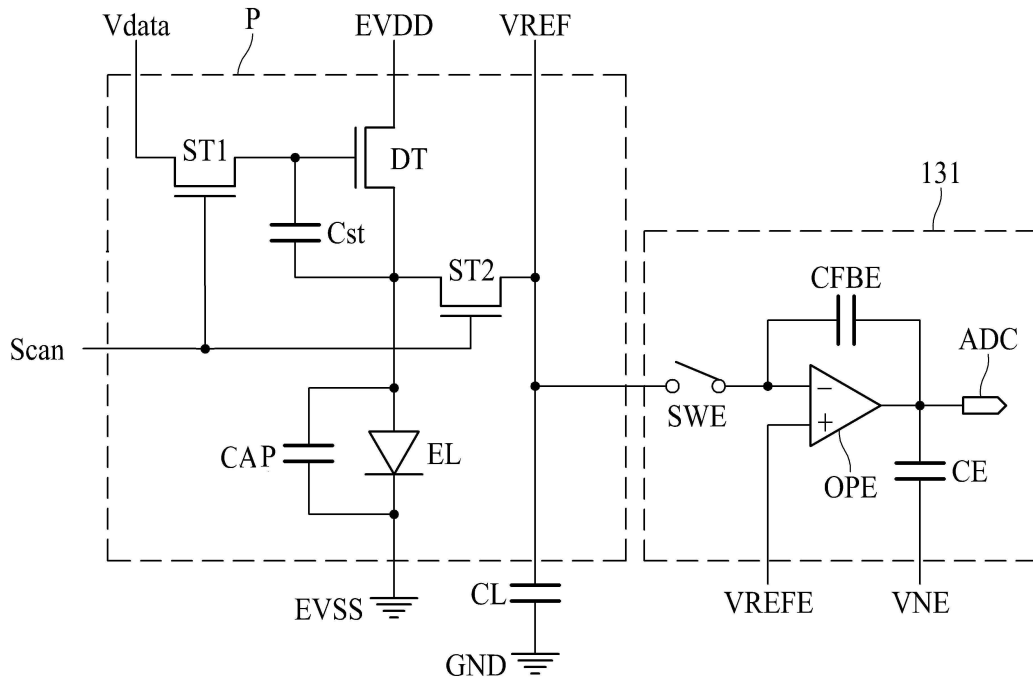 Vdata
P
EVDD
VREF
ST1
DT
Cst
ST2
131
CFBE
ADC
Scan
SWE
−
+
CAP
EL
OPE
CE
CL
EVSS
VREFE
VNE
GND